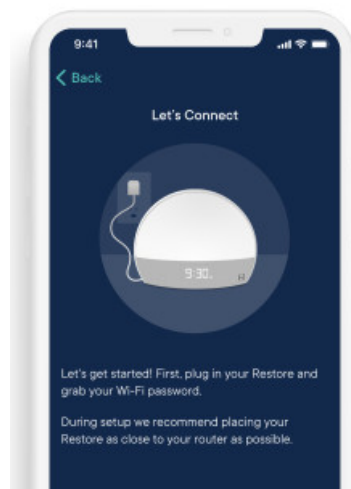 9:41
Back
Let's Connect
9:30
H
Let's get started! First, plug in your Restore and
grab your Wi-Fi password.
During setup we recommend placing your
Restore as close to your router as possible.